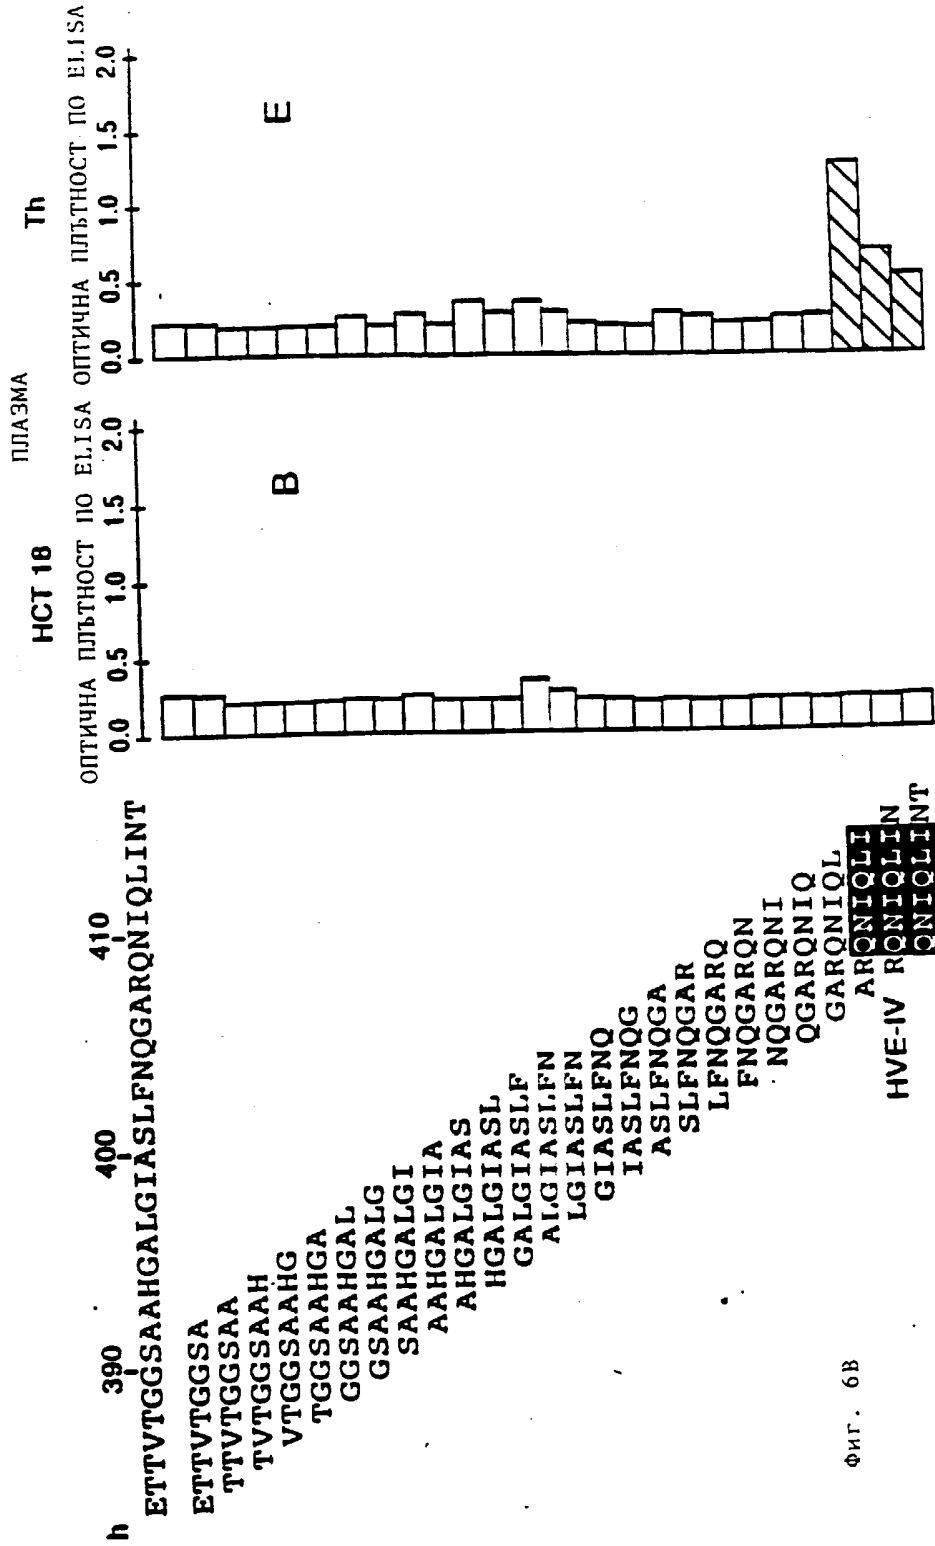 ПЛАЗМА
HCT 18
Th
ОПТИЧНА ПЛЪТНОСТ ПО ELISA
ОПТИЧНА ПЛЪТНОСТ ПО ELISA
0.0 0.5 1.0 1.5 2.0
0.0 0.5 1.0 1.5 2.0
B
E
h
390 400 410
ETTVTGGSAAHGALGIASLFNQGARQNIQLINT
ETTVTGGSA
TTVTGGSAA
TVTGGSAAH
VTGGSAAHG
TGGSAAHGA
GGSAAHGAL
GSAAHGALG
SAAHGALGI
AAHGALGIA
AHGALGIAS
HGALGIASL
GALGIASLF
ALGIASLFN
LGIASLFN
GIASLFNQ
IASLFNQG
ASLFNQGA
SLFNQGAR
LFNQGARQ
FNQGARQN
NQGARQNI
QGARQNIQ
GARQNIQL
ARQNIQLI
RQNIQLIN
QNIQLINT
HVE-IV
Фиг. 6B